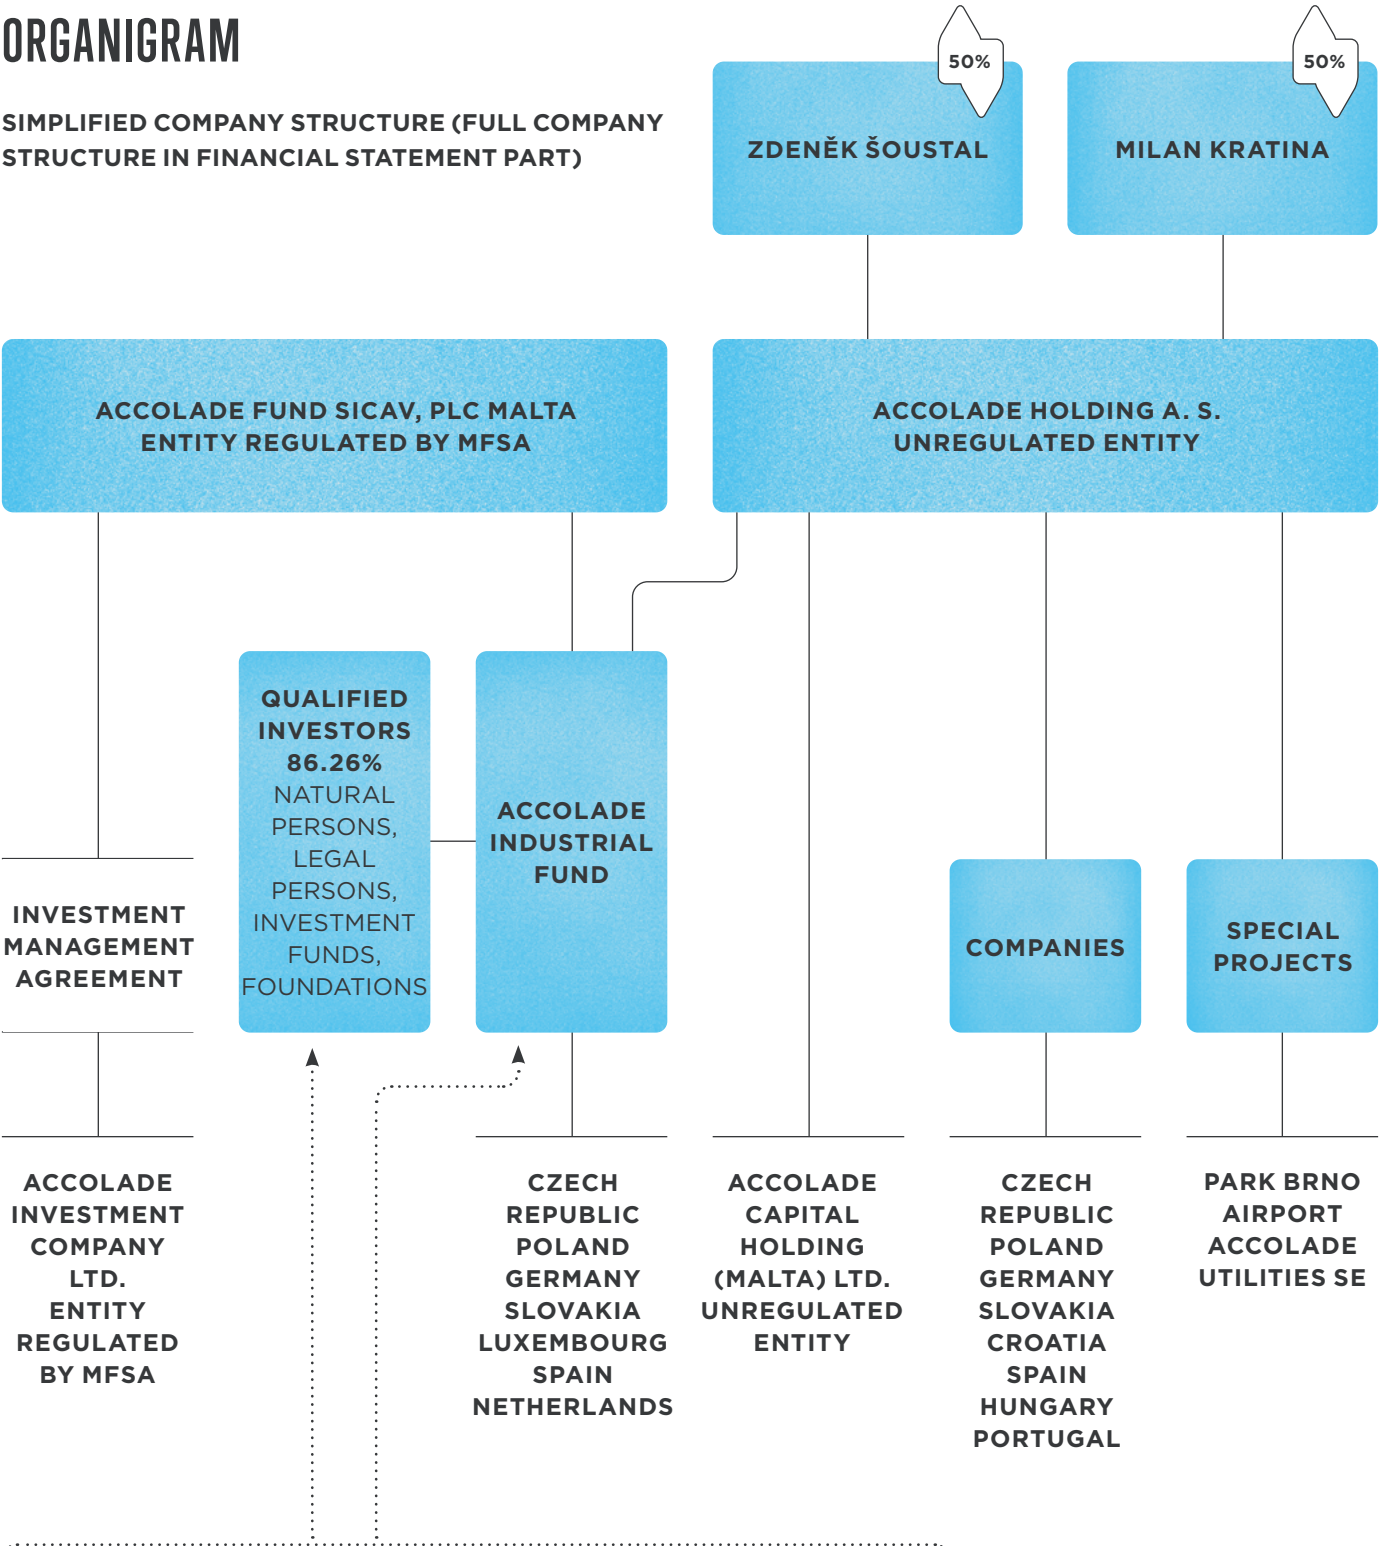 ORGANIGRAM
SIMPLIFIED COMPANY STRUCTURE (FULL COMPANY
STRUCTURE IN FINANCIAL STATEMENT PART)
50%
ZDENĚK ŠOUSTAL
50%
MILAN KRATINA
ACCOLADE FUND SICAV, PLC MALTA
ENTITY REGULATED BY MFSA
ACCOLADE HOLDING A. S.
UNREGULATED ENTITY
QUALIFIED
INVESTORS
86.26%
NATURAL
PERSONS,
LEGAL
PERSONS,
INVESTMENT
FUNDS,
FOUNDATIONS
ACCOLADE
INDUSTRIAL
FUND
INVESTMENT
MANAGEMENT
AGREEMENT
COMPANIES
SPECIAL
PROJECTS
ACCOLADE
INVESTMENT
COMPANY
LTD.
ENTITY
REGULATED
BY MFSA
CZECH
REPUBLIC
POLAND
GERMANY
SLOVAKIA
LUXEMBOURG
SPAIN
NETHERLANDS
ACCOLADE
CAPITAL
HOLDING
(MALTA) LTD.
UNREGULATED
ENTITY
CZECH
REPUBLIC
POLAND
GERMANY
SLOVAKIA
CROATIA
SPAIN
HUNGARY
PORTUGAL
PARK BRNO
AIRPORT
ACCOLADE
UTILITIES SE